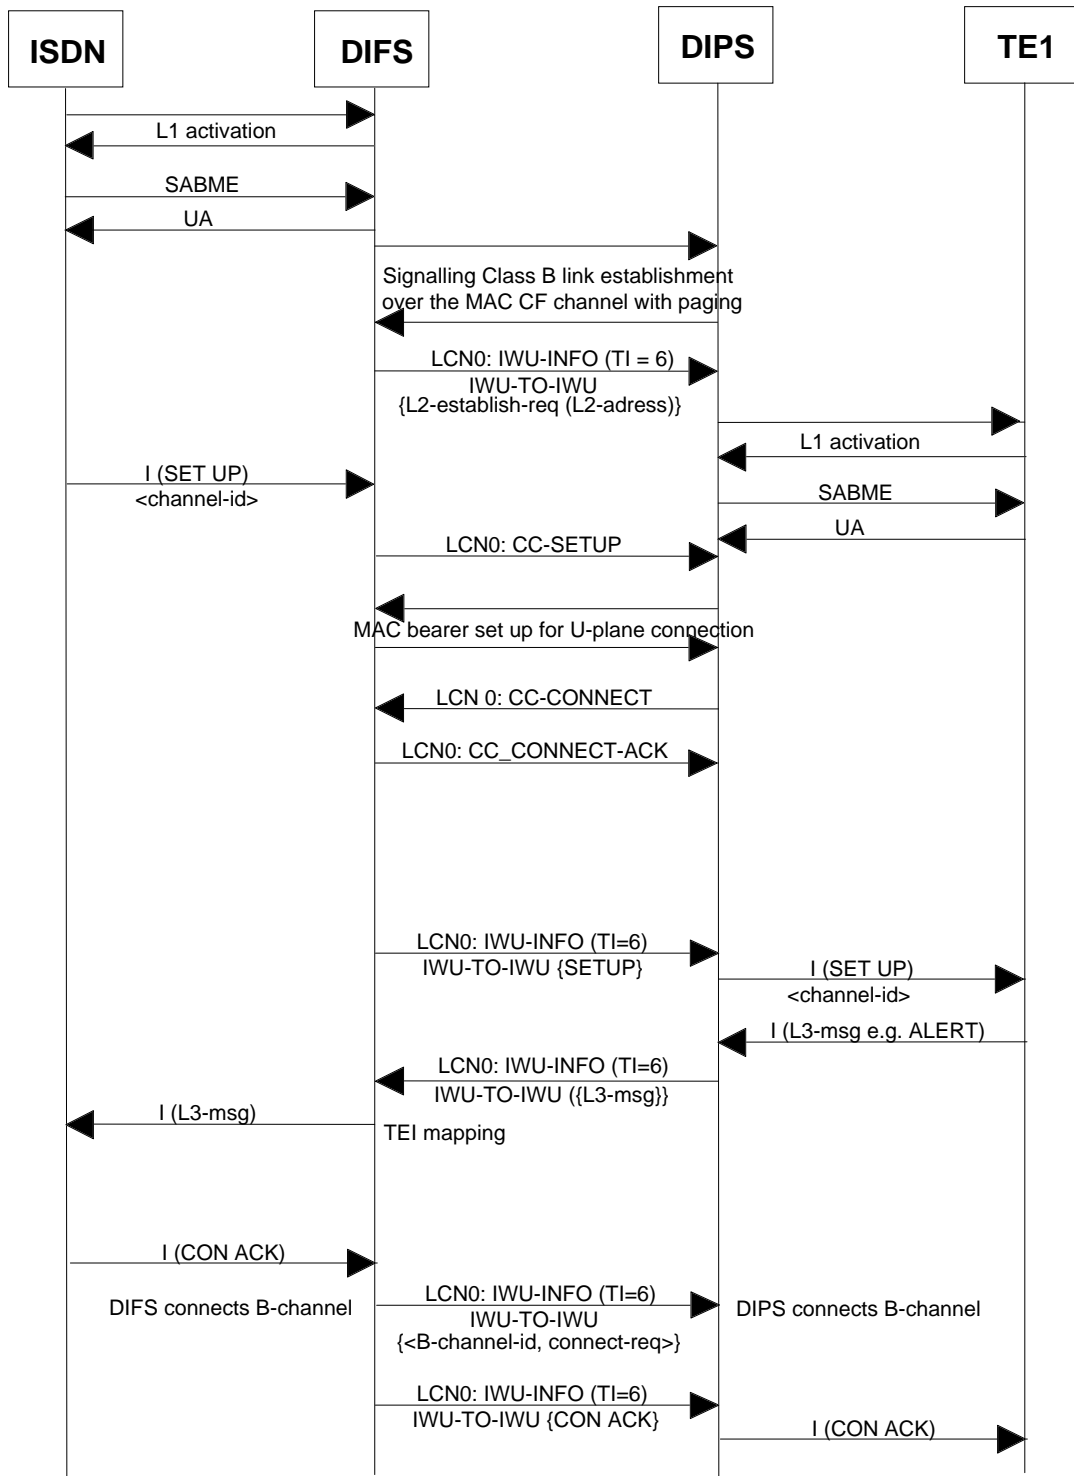 ISDN
DIFS
DIPS
TE1
L1 activation
SABME
UA
Signalling Class B link establishment
over the MAC CF channel with paging
LCN0: IWU-INFO (TI = 6)
IWU-TO-IWU
{L2-establish-req (L2-adress)}
L1 activation
I (SET UP)
<channel-id>
SABME
UA
LCN0: CC-SETUP
MAC bearer set up for U-plane connection
LCN 0: CC-CONNECT
LCN0: CC_CONNECT-ACK
LCN0: IWU-INFO (TI=6)
IWU-TO-IWU {SETUP}
I (SET UP)
<channel-id>
I (L3-msg e.g. ALERT)
LCN0: IWU-INFO (TI=6)
IWU-TO-IWU ({L3-msg}}
I (L3-msg)
TEI mapping
I (CON ACK)
DIFS connects B-channel
LCN0: IWU-INFO (TI=6)
IWU-TO-IWU
{<B-channel-id, connect-req>}
DIPS connects B-channel
LCN0: IWU-INFO (TI=6)
IWU-TO-IWU {CON ACK}
I (CON ACK)